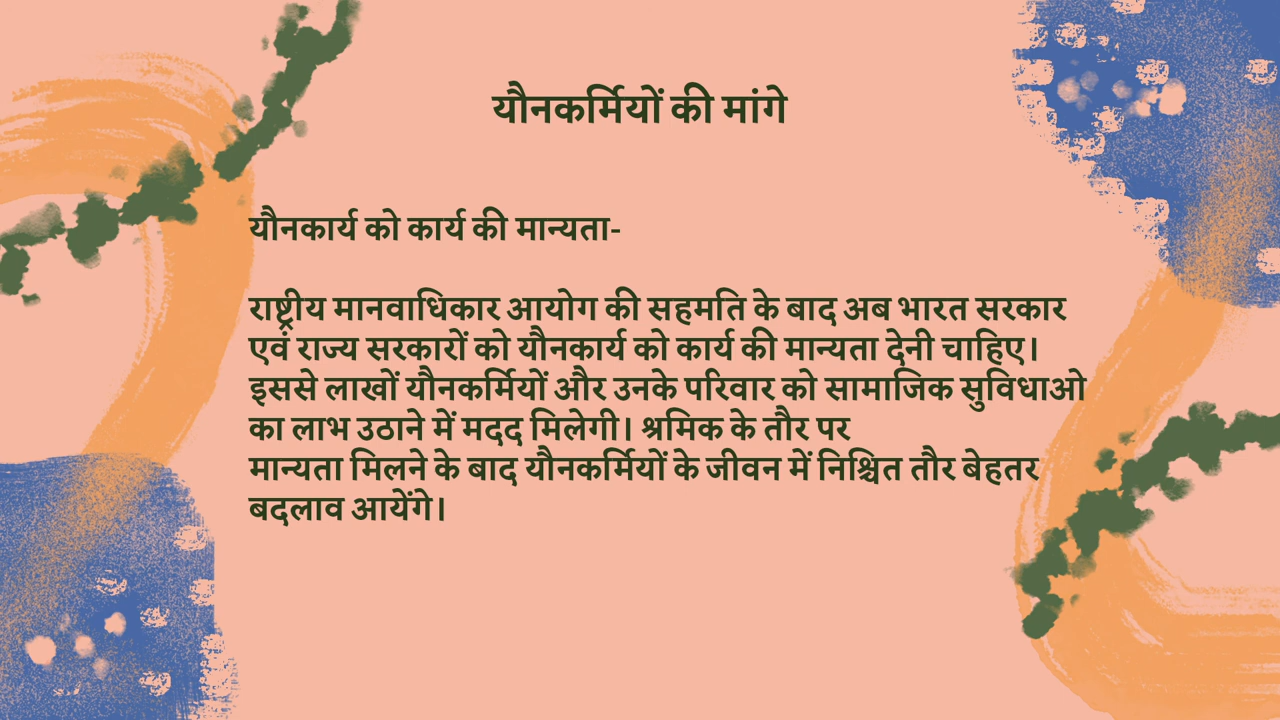 यौनकर्मियों की मांगे
यौनकार्य को कार्य की मान्यता-
राष्ट्रीय मानवाधिकार आयोग की सहमति के बाद अब भारत सरकार
एवं राज्य सरकारों को यौनकार्य को कार्य की मान्यता देनी चाहिए।
इससे लाखों यौनकर्मियों और उनके परिवार को सामाजिक सुविधाओ
का लाभ उठाने में मदद मिलेगी। श्रमिक के तौर पर
मान्यता मिलने के बाद यौनकर्मियों के जीवन में निश्चित तौर बेहतर
बदलाव आयेंगे।